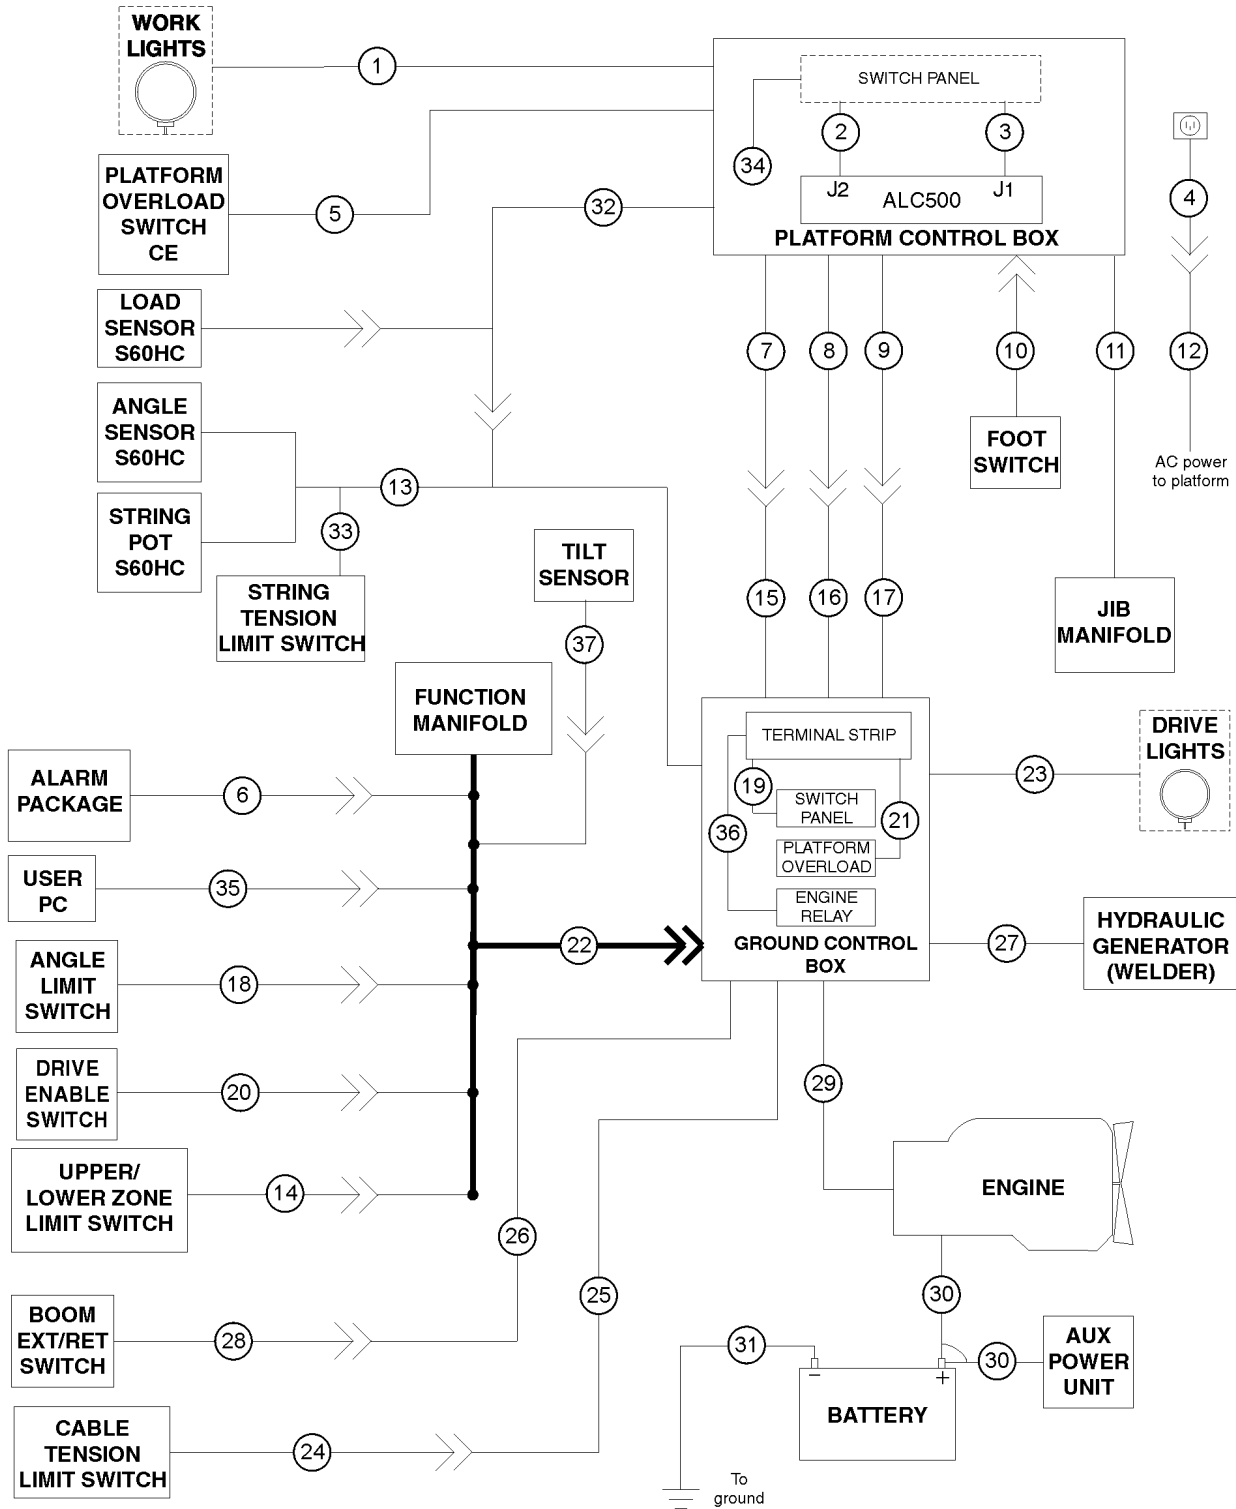 WORK
LIGHTS
1
SWITCH PANEL
2
3
34
J2
J1
ALC500
PLATFORM CONTROL BOX
4
PLATFORM
OVERLOAD
SWITCH
CE
5
32
LOAD
SENSOR
S60HC
7
8
9
10
11
12
ANGLE
SENSOR
S60HC
FOOT
SWITCH
AC power
to platform
13
STRING
POT
S60HC
33
STRING
TENSION
LIMIT SWITCH
TILT
SENSOR
37
15
16
17
JIB
MANIFOLD
FUNCTION
MANIFOLD
TERMINAL STRIP
19
SWITCH
PANEL
21
36
PLATFORM
OVERLOAD
ENGINE
RELAY
GROUND CONTROL
BOX
DRIVE
LIGHTS
23
ALARM
PACKAGE
6
USER
PC
35
22
27
HYDRAULIC
GENERATOR
(WELDER)
ANGLE
LIMIT
SWITCH
18
DRIVE
ENABLE
SWITCH
20
29
UPPER/
LOWER ZONE
LIMIT SWITCH
14
ENGINE
26
25
30
BOOM
EXT/RET
SWITCH
28
31
30
AUX
POWER
UNIT
−
+
BATTERY
CABLE
TENSION
LIMIT SWITCH
24
To
ground